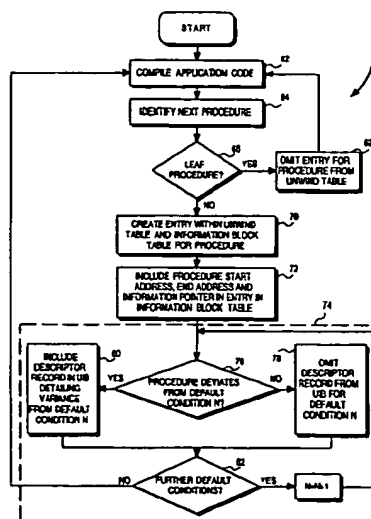 START
COMPILE APPLICATION CODE
62
64
IDENTIFY NEXT PROCEDURE
LEAF
PROCEDURE?
YES
OMIT ENTRY FOR
PROCEDURE FROM
UNWIND TABLE
NO
70
CREATE ENTRY WITHIN UNWIND
TABLE AND INFORMATION BLOCK
TABLE FOR PROCEDURE
72
INCLUDE PROCEDURE START
ADDRESS, END ADDRESS AND
INFORMATION POINTER IN ENTRY IN
INFORMATION BLOCK TABLE
74
INCLUDE
DESCRIPTOR
RECORD IN UIB
DETAILING
VARIANCE
FROM DEFAULT
CONDITION N
YES
76
PROCEDURE DEVIATES
FROM DEFAULT
CONDITION N?
NO
78
OMIT
DESCRIPTOR
RECORD FROM
UIB FOR
DEFAULT
CONDITION N
NO
82
FURTHER DEFAULT
CONDITIONS?
YES
N=N+1